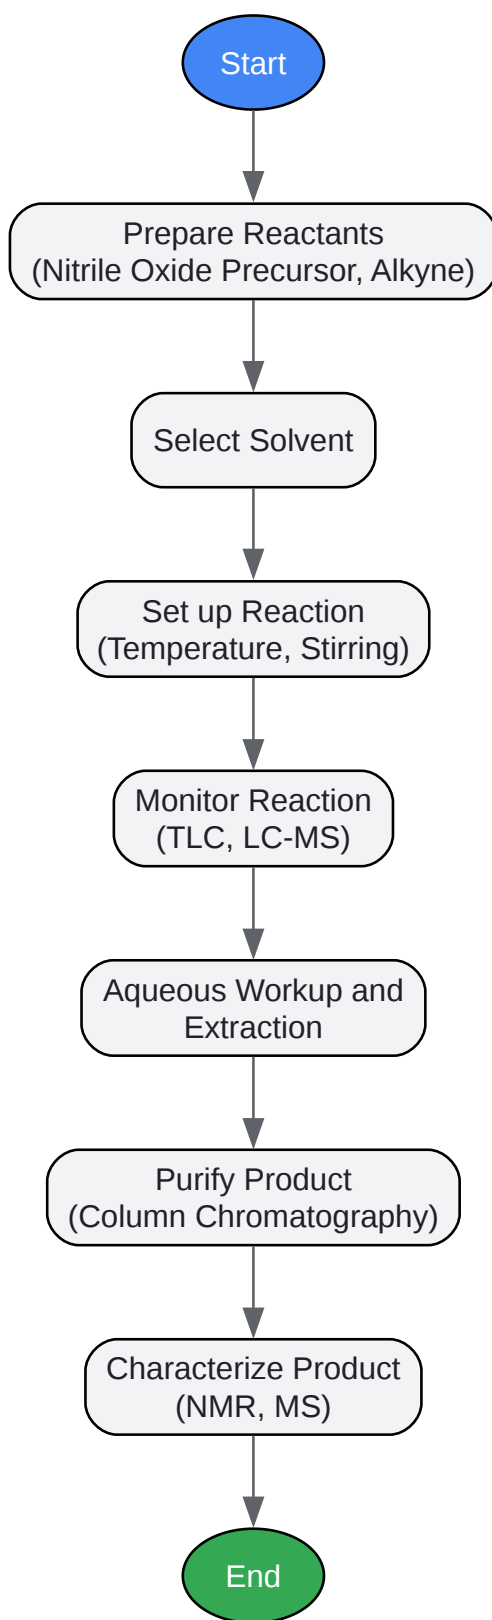 Start
Prepare Reactants
(Nitrile Oxide Precursor, Alkyne)
Select Solvent
Set up Reaction
(Temperature, Stirring)
Monitor Reaction
(TLC, LC-MS)
Aqueous Workup and
Extraction
Purify Product
(Column Chromatography)
Characterize Product
(NMR, MS)
End